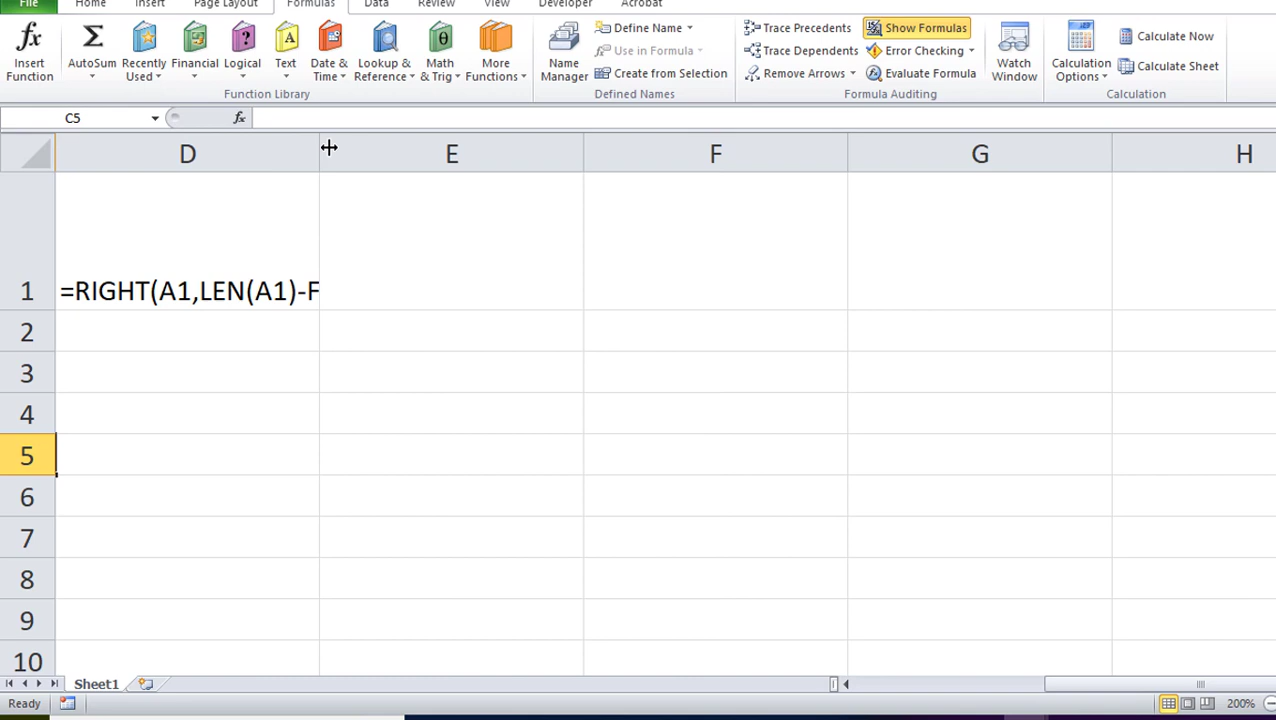 File Home Insert Page Layout Formulas Data Review View Developer Acrobat
fx Σ ? A θ
Insert Function
AutoSum
Recently Used
Financial
Logical
Text
Date & Time
Lookup & Reference
Math & Trig
More Functions
Function Library
Name Manager
Define Name
Use in Formula
Create from Selection
Defined Names
Trace Precedents
Trace Dependents
Remove Arrows
Show Formulas
Error Checking
Evaluate Formula
Formula Auditing
Watch Window
Calculation Options
Calculate Now
Calculate Sheet
Calculation
C5 fx
D E F G H
1 =RIGHT(A1,LEN(A1)-F
2
3
4
5
6
7
8
9
10
Sheet1
Ready 200%